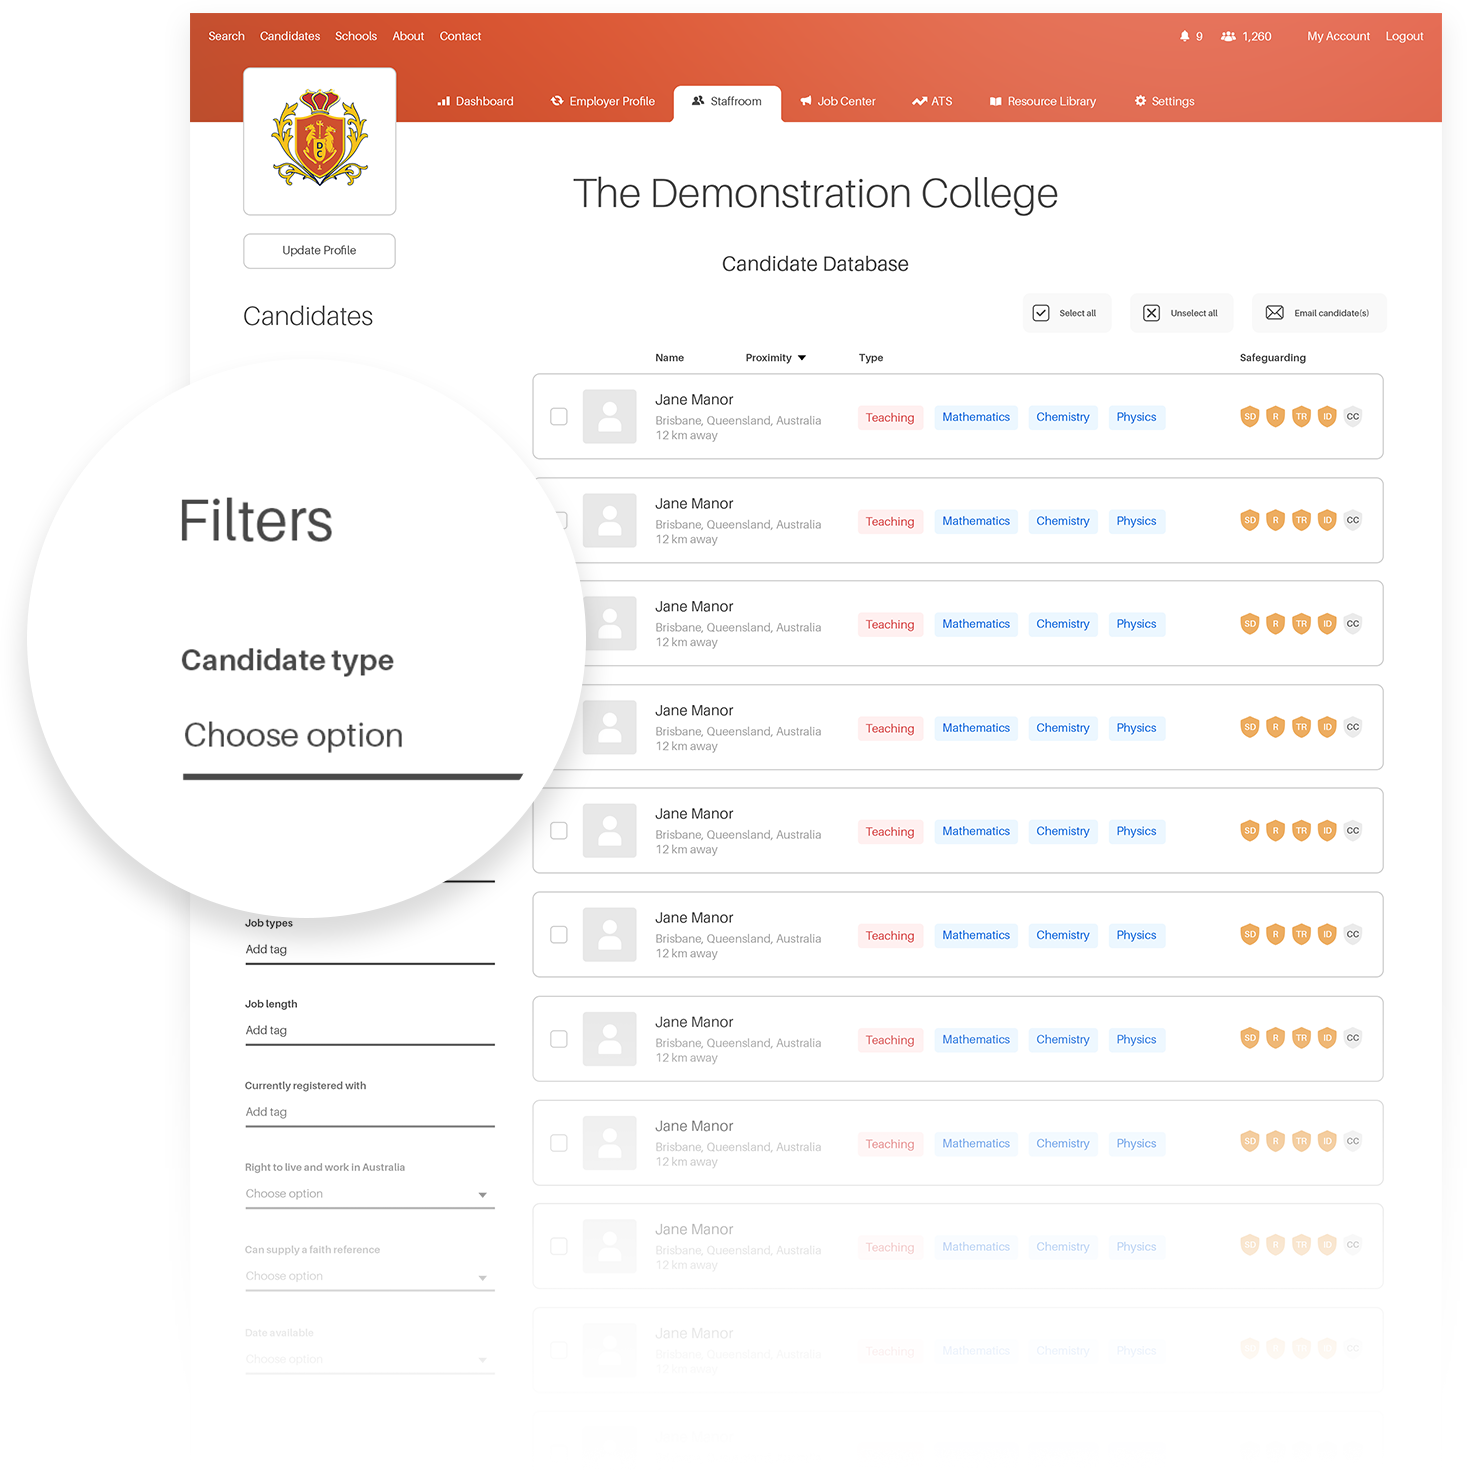 Search Candidates Schools About Contact
9 1,260 My Account Logout
Dashboard Employer Profile Staffroom Job Center ATS Resource Library Settings
D
C
The Demonstration College
Update Profile
Candidate Database
Candidates
Select all Unselect all Email candidate(s)
Name Proximity Type Safeguarding
Jane Manor
Brisbane, Queensland, Australia
12 km away
Teaching Mathematics Chemistry Physics SD R TR ID CC
Jane Manor
Brisbane, Queensland, Australia
12 km away
Teaching Mathematics Chemistry Physics SD R TR ID CC
Jane Manor
Brisbane, Queensland, Australia
12 km away
Teaching Mathematics Chemistry Physics SD R TR ID CC
Jane Manor
Brisbane, Queensland, Australia
12 km away
Teaching Mathematics Chemistry Physics SD R TR ID CC
Jane Manor
Brisbane, Queensland, Australia
12 km away
Teaching Mathematics Chemistry Physics SD R TR ID CC
Jane Manor
Brisbane, Queensland, Australia
12 km away
Teaching Mathematics Chemistry Physics SD R TR ID CC
Jane Manor
Brisbane, Queensland, Australia
12 km away
Teaching Mathematics Chemistry Physics SD R TR ID CC
Jane Manor
Brisbane, Queensland, Australia
12 km away
Teaching Mathematics Chemistry Physics SD R TR ID CC
Jane Manor
Brisbane, Queensland, Australia
12 km away
Teaching Mathematics Chemistry Physics SD R TR ID CC
Jane Manor
Brisbane, Queensland, Australia
12 km away
Teaching Mathematics Chemistry Physics CC
Filters
Candidate type
Choose option
Job types
Add tag
Job length
Add tag
Currently registered with
Add tag
Right to live and work in Australia
Choose option
Can supply a faith reference
Choose option
Date available
Choose option